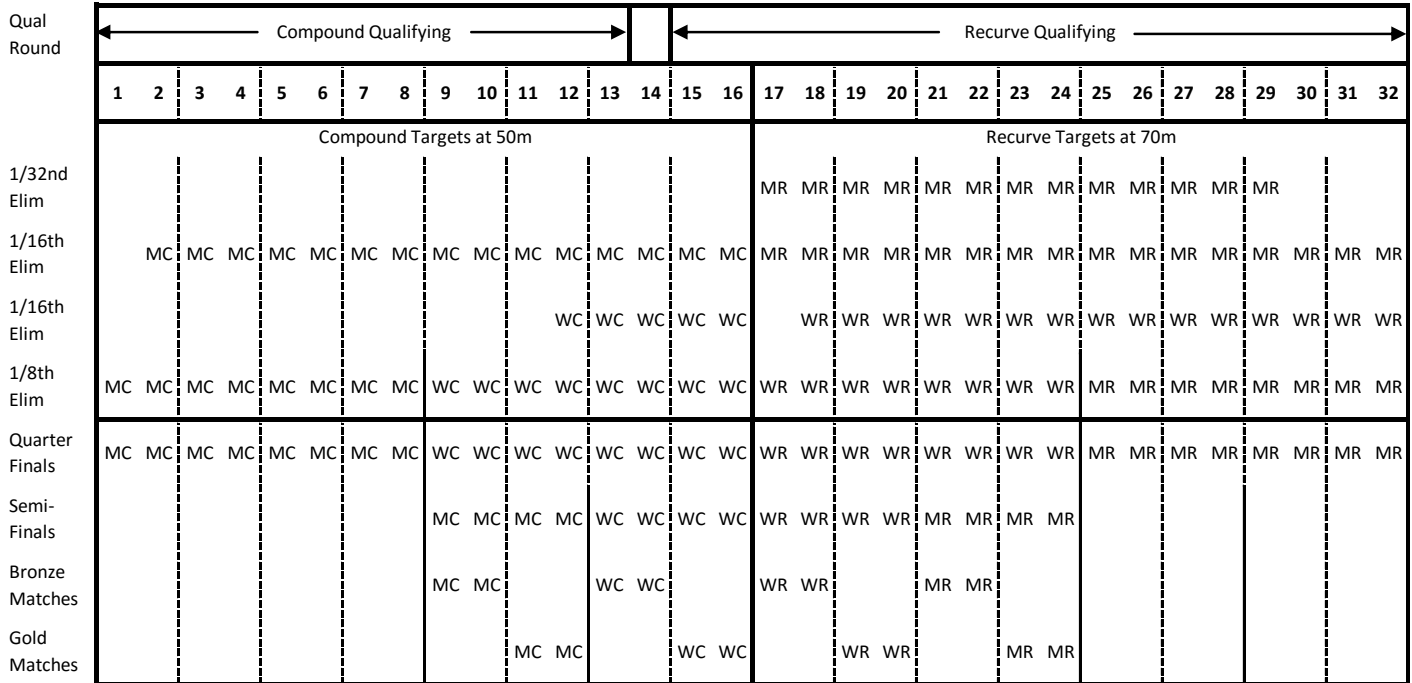 Qual
Round
Compound Qualifying
Recurve Qualifying
1 2 3 4 5 6 7 8 9 10 11 12 13 14 15 16 17 18 19 20 21 22 23 24 25 26 27 28 29 30 31 32
Compound Targets at 50m
Recurve Targets at 70m
1/32nd
Elim
MR MR MR MR MR MR MR MR MR MR MR MR MR
1/16th
Elim
MC MC MC MC MC MC MC MC MC MC MC MC MC MC MC MR MR MR MR MR MR MR MR MR MR MR MR MR MR MR MR
1/16th
Elim
WC WC WC WC WC WR WR WR WR WR WR WR WR WR WR WR WR WR WR WR
1/8th
Elim
MC MC MC MC MC MC MC MC WC WC WC WC WC WC WC WC WR WR WR WR WR WR WR WR MR MR MR MR MR MR MR MR
Quarter
Finals
MC MC MC MC MC MC MC MC WC WC WC WC WC WC WC WC WR WR WR WR WR WR WR WR MR MR MR MR MR MR MR MR
Semi-
Finals
MC MC MC MC WC WC WC WC WR WR WR WR MR MR MR MR
Bronze
Matches
MC MC WC WC WR WR MR MR
Gold
Matches
MC MC WC WC WR WR MR MR